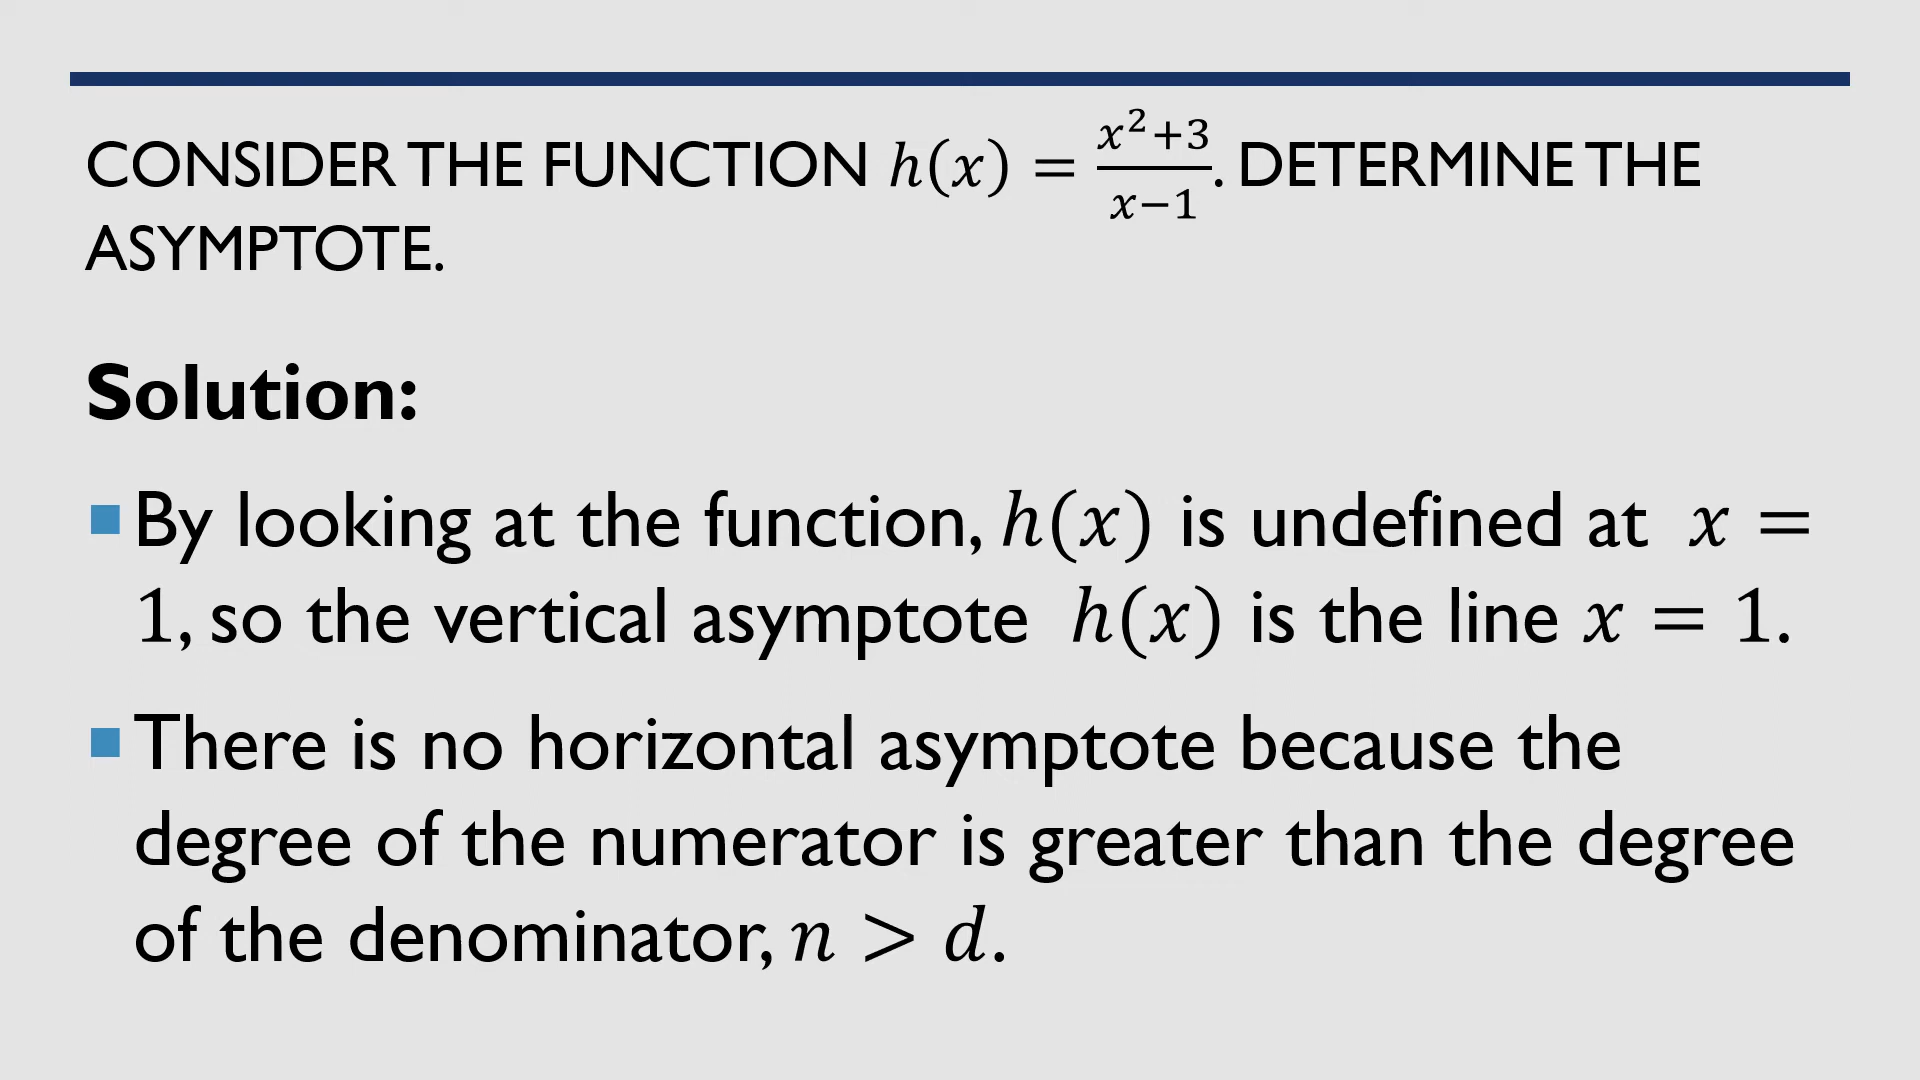 CONSIDER THE FUNCTION h(x) = \frac{x^2+3}{x-1}. DETERMINE THE
ASYMPTOTE.
Solution:
▪ By looking at the function, h(x) is undefined at x =
1, so the vertical asymptote h(x) is the line x = 1.
▪ There is no horizontal asymptote because the
degree of the numerator is greater than the degree
of the denominator, n > d.